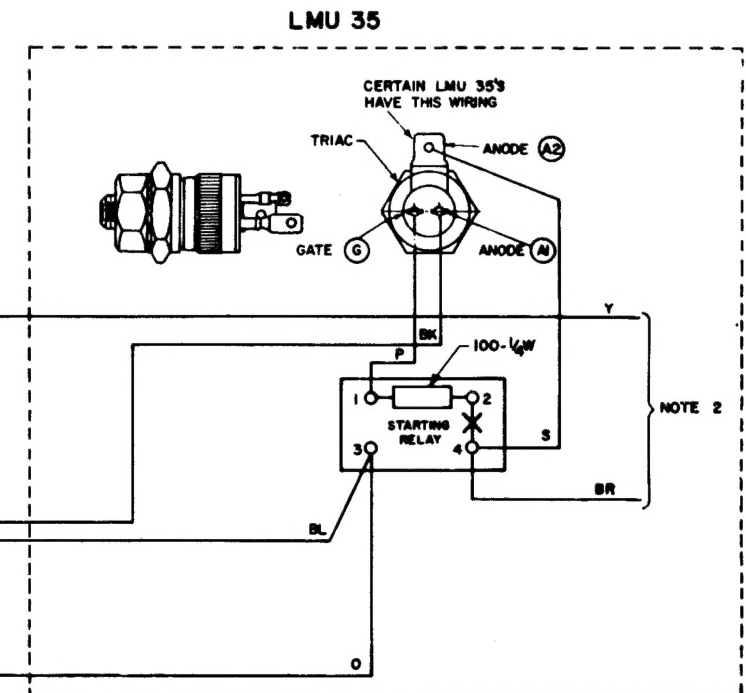 LMU 35
CERTAIN LMU 35'S
HAVE THIS WIRING
TRIAC
ANODE A2
GATE G
ANODE A1
Y
BK
P
100-1/4W
1
2
STARTING
RELAY
3
4
S
NOTE 2
BR
BL
O